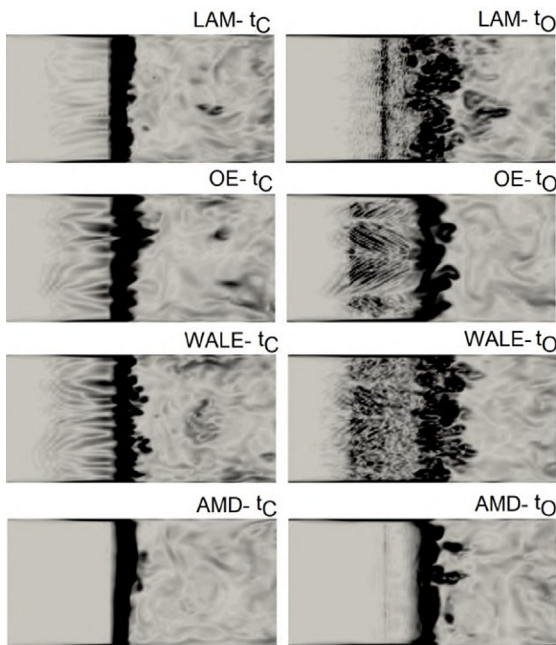 LAM- tC
LAM- tO
OE- tC
OE- tO
WALE- tC
WALE- tO
AMD- tC
AMD- tO